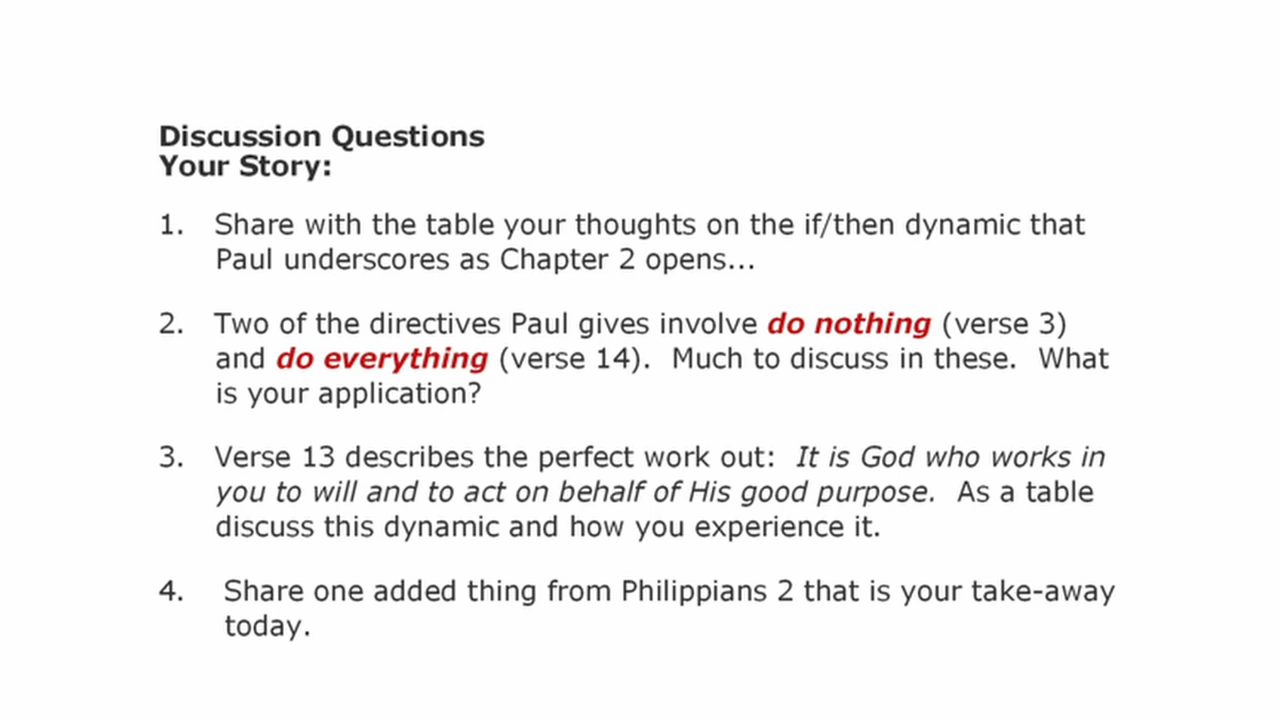 Discussion Questions
Your Story:
1. Share with the table your thoughts on the if/then dynamic that
Paul underscores as Chapter 2 opens...
2. Two of the directives Paul gives involve do nothing (verse 3)
and do everything (verse 14). Much to discuss in these. What
is your application?
3. Verse 13 describes the perfect work out: It is God who works in
you to will and to act on behalf of His good purpose. As a table
discuss this dynamic and how you experience it.
4. Share one added thing from Philippians 2 that is your take-away
today.